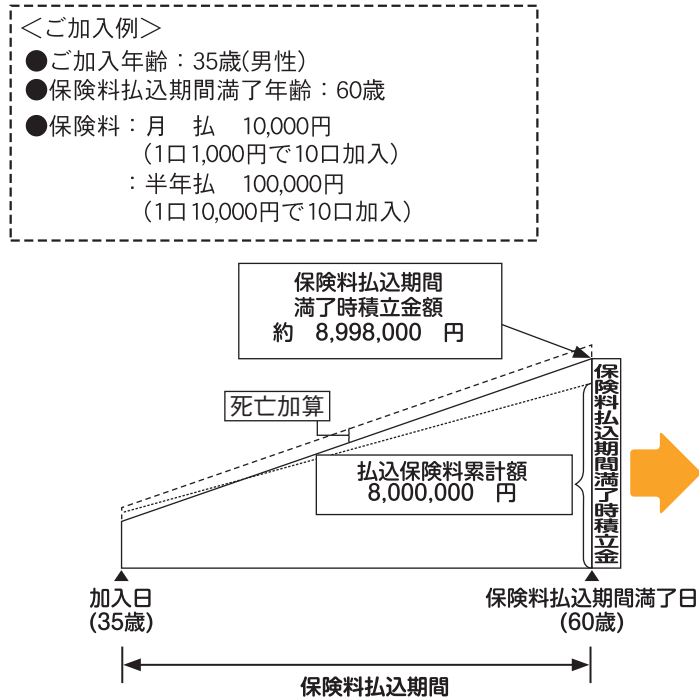 ＜ご加入例＞
●ご加入年齢：35歳(男性)
●保険料払込期間満了年齢：60歳
●保険料：月　払　10,000円
（1口1,000円で10口加入）
：半年払　100,000円
（1口10,000円で10口加入）
保険料払込期間
満了時積立金額
約　8,998,000　円
死亡加算
払込保険料累計額
8,000,000　円
保険料払込期間満了時積立金
加入日
(35歳)
保険料払込期間満了日
(60歳)
保険料払込期間